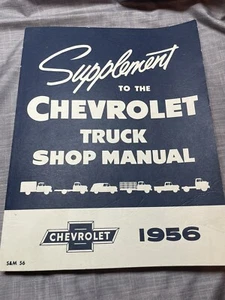 Supplement
TO THE
CHEVROLET
TRUCK
SHOP MANUAL
CHEVROLET
1956
S&M 56